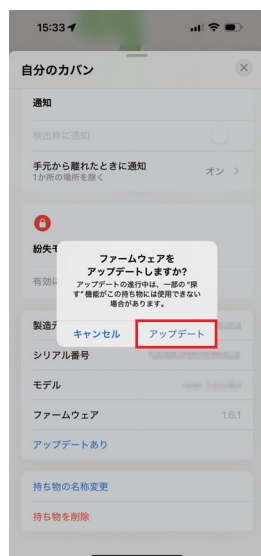 15:33
自分のカバン
通知
検出時に通知
手元から離れたときに通知
1か所の場所を除く
オン
紛失モ
有効に
ファームウェアを
アップデートしますか?
アップデートの進行中は、一部の"探
す"機能がこの持ち物には使用できない
場合があります。
キャンセル
アップデート
製造元
シリアル番号
モデル
ファームウェア
1.6.1
アップデートあり
持ち物の名称変更
持ち物を削除